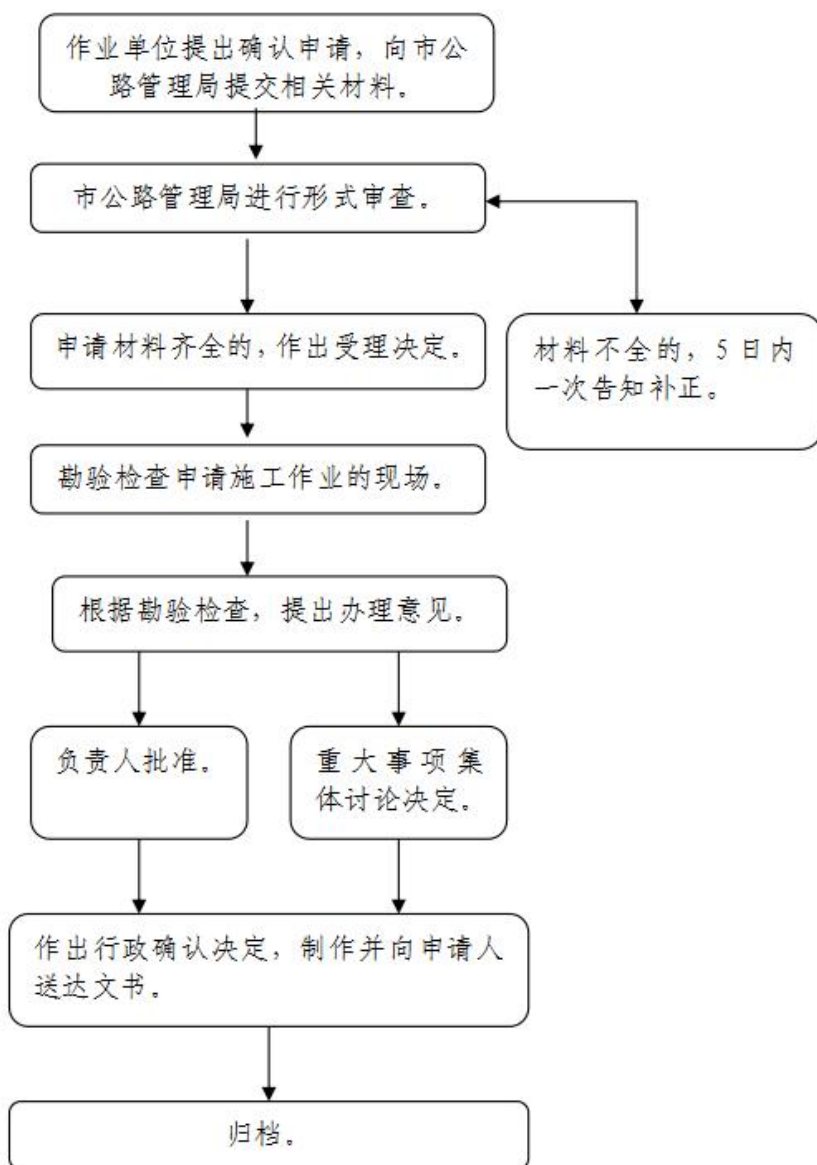 作业单位提出确认申请，向市公
路管理局提交相关材料。
市公路管理局进行形式审查。
申请材料齐全的，作出受理决定。
材料不全的，5日内
一次告知补正。
勘验检查申请施工作业的现场。
根据勘验检查，提出办理意见。
负责人批准。
重大事项集
体讨论决定。
作出行政确认决定，制作并向申请人
送达文书。
归档。